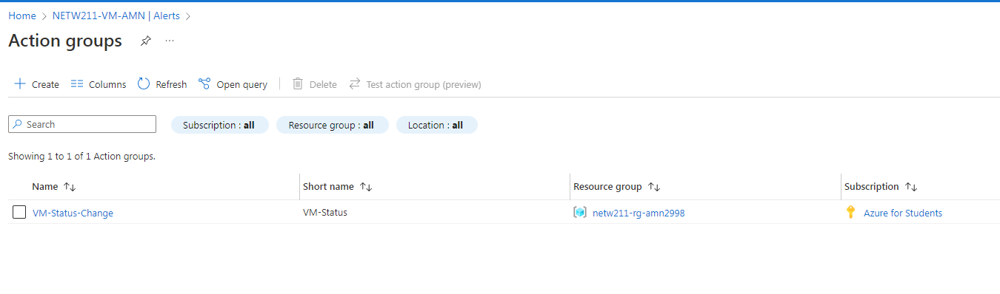 Home > NETW211-VM-AMN | Alerts >
Action groups ...
Create Columns Refresh Open query Delete Test action group (preview)
Search Subscription : all Resource group : all Location : all
Showing 1 to 1 of 1 Action groups.
Name Short name Resource group Subscription
VM-Status-Change VM-Status netw211-rg-amn2998 Azure for Students